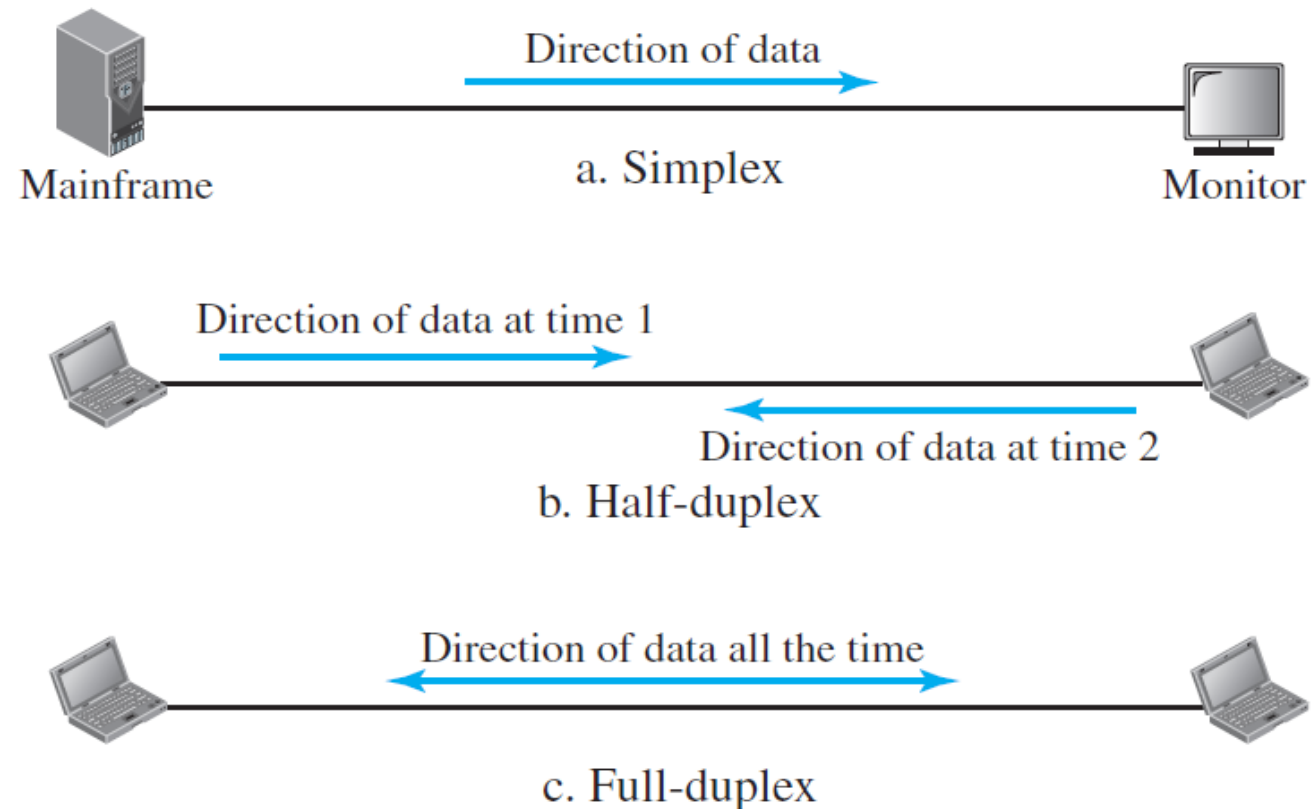 Direction of data
Mainframe
a. Simplex
Monitor
Direction of data at time 1
Direction of data at time 2
b. Half-duplex
Direction of data all the time
c. Full-duplex